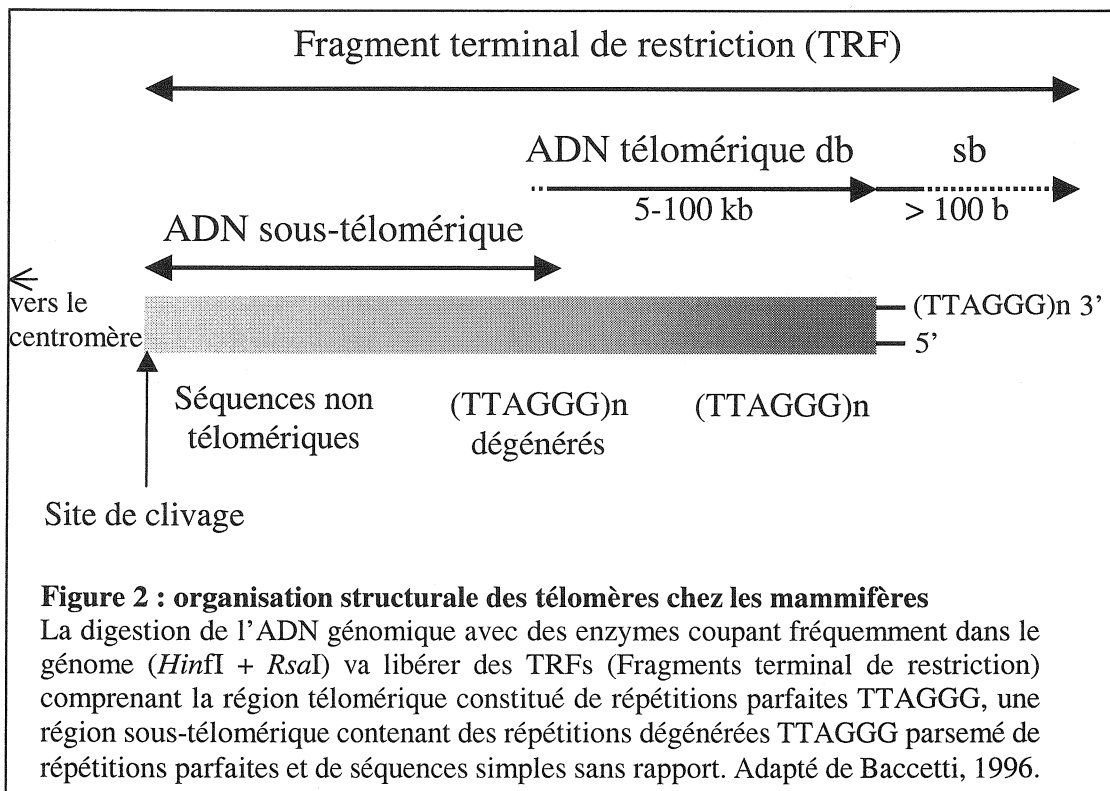 Fragment terminal de restriction (TRF)
ADN télomérique db sb
5-100 kb > 100 b
ADN sous-télomérique
vers le
centromère
(TTAGGG)n 3’
5’
Séquences non
télomériques
(TTAGGG)n
dégénérés
(TTAGGG)n
Site de clivage
Figure 2 : organisation structurale des télomères chez les mammifères
La digestion de l’ADN génomique avec des enzymes coupant fréquemment dans le
génome (HinfI + RsaI) va libérer des TRFs (Fragments terminal de restriction)
comprenant la région télomérique constitué de répétitions parfaites TTAGGG, une
région sous-télomérique contenant des répétitions dégénérées TTAGGG parsemé de
répétitions parfaites et de séquences simples sans rapport. Adapté de Baccetti, 1996.